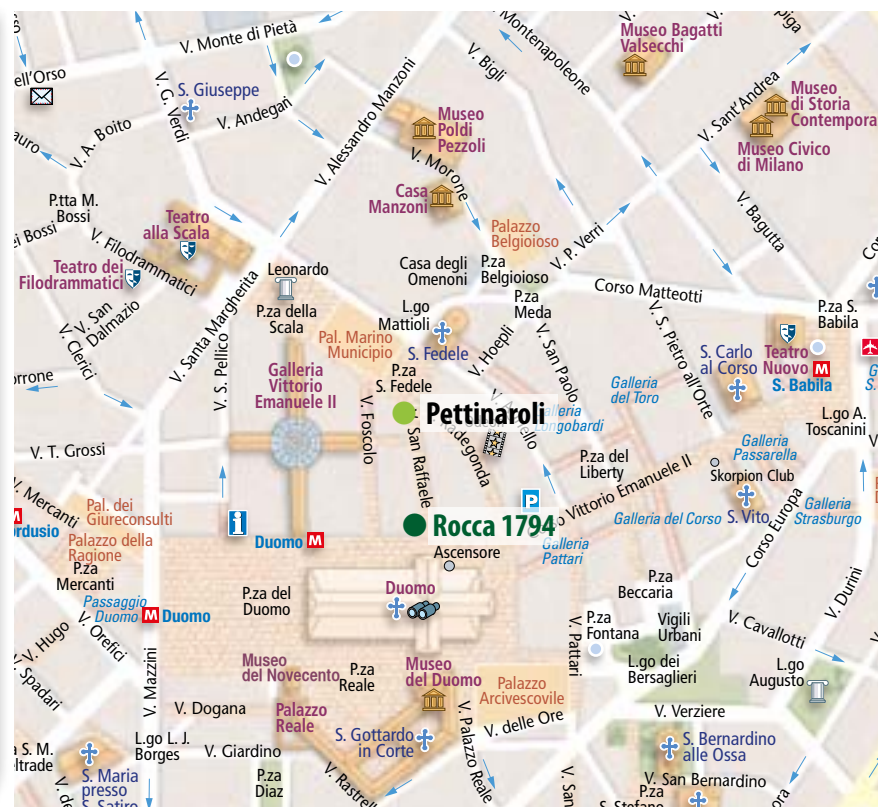 V. Monte di Pietà
V. Bigli
Montenapoleone
Museo Bagatti
Valsecchi
ell'Orso
S. Giuseppe
V. G. Verdi
V. Andegari
V. Alessandro Manzoni
V. A. Boito
Museo
Poldi
Pezzoli
V. Morone
V. Sant'Andrea
Museo
di Storia
Contempora
Museo Civico
di Milano
V. Bagutta
auro
P.tta M.
Bossi
ei Bossi
Teatro
alla Scala
V. Filodrammatici
Teatro dei
Filodrammatici
Casa
Manzoni
Palazzo
Belgioioso
V. P. Verri
Casa degli
Omenoni
P.za
Belgioioso
Leonardo
P.za della
Scala
V. Santa Margherita
V. San
Dalmazio
V. Clerici
V. S. Pellico
L.go
Mattioli
P.za
Meda
Corso Matteotti
P.za S.
Babila
Pal. Marino
Municipio
S. Fedele
P.za
S. Fedele
V. Hoepli
V. San Paolo
V. S. Pietro all'Orte
S. Carlo
al Corso
Teatro
Nuovo
S. Babila
Galleria
Vittorio
Emanuele II
V. Foscolo
Pettinaroli
San Raffaele
Galleria
del Toro
Longobardi
L.go A.
Toscanini
V. T. Grossi
V. Mercanti
P.za del
Liberty
Galleria
Passarella
Skorpion Club
Vittorio Emanuele II
Galleria del Corso
S. Vito
Galleria
Strasburgo
Corso Europa
Pal. dei
Giureconsulti
Palazzo della
Ragione
P.za
Mercanti
rdusio
Duomo
Rocca 1794
Ascensore
Galleria
Pattari
Passaggio
Duomo
Duomo
P.za del
Duomo
Duomo
P.za
Beccaria
V. Durini
V. Hugo
V. Orefici
V. Mazzini
V. Spadari
V. Pattari
P.za
Fontana
Vigili
Urbani
V. Cavallotti
L.go dei
Bersaglieri
L.go
Augusto
Museo
del Novecento
P.za
Reale
Museo
del Duomo
Palazzo
Arcivescovile
Palazzo
Reale
V. Dogana
S. Gottardo
in Corte
V. Palazzo Reale
V. delle Ore
V. Verziere
L.go L. J.
Borges
V. Giardino
P.za
Diaz
V. Rastrell
S. Maria
presso
S. Satiro
S. Bernardino
alle Ossa
V. San Bernardino
V. San
P.za